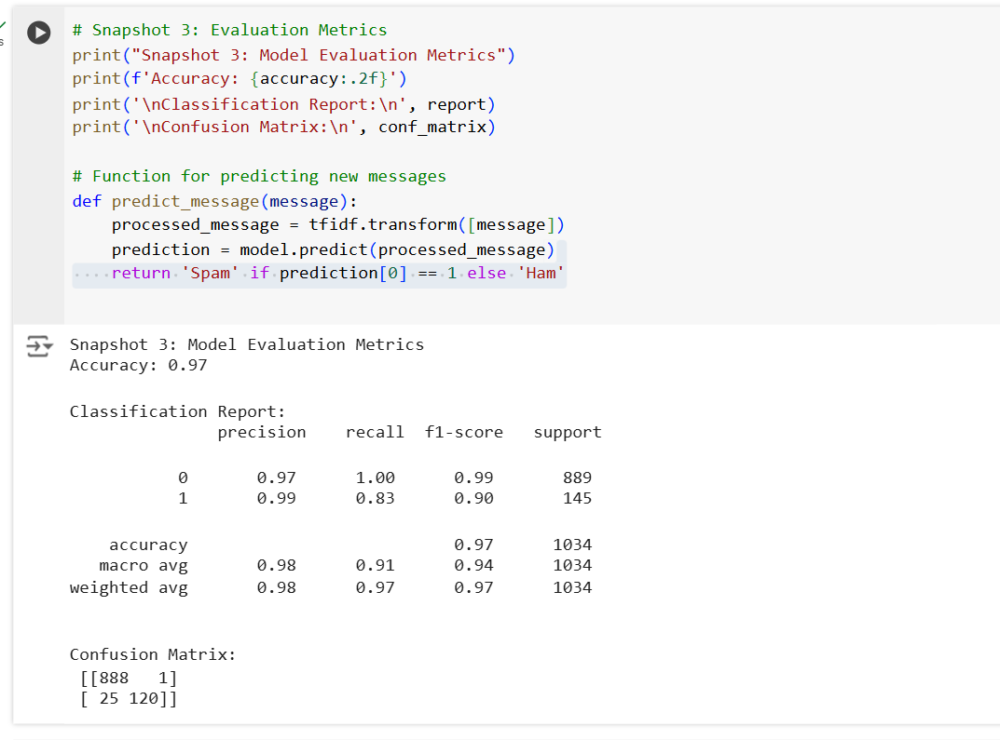 s
# Snapshot 3: Evaluation Metrics
print("Snapshot 3: Model Evaluation Metrics")
print(f'Accuracy: {accuracy:.2f}')
print('\nClassification Report:\n', report)
print('\nConfusion Matrix:\n', conf_matrix)
# Function for predicting new messages
def predict_message(message):
    processed_message = tfidf.transform([message])
    prediction = model.predict(processed_message)
    return 'Spam' if prediction[0] == 1 else 'Ham'
Snapshot 3: Model Evaluation Metrics
Accuracy: 0.97
Classification Report:
               precision    recall  f1-score   support
           0       0.97      1.00      0.99       889
           1       0.99      0.83      0.90       145
    accuracy                           0.97      1034
   macro avg       0.98      0.91      0.94      1034
weighted avg       0.98      0.97      0.97      1034
Confusion Matrix:
 [[888   1]
 [ 25 120]]